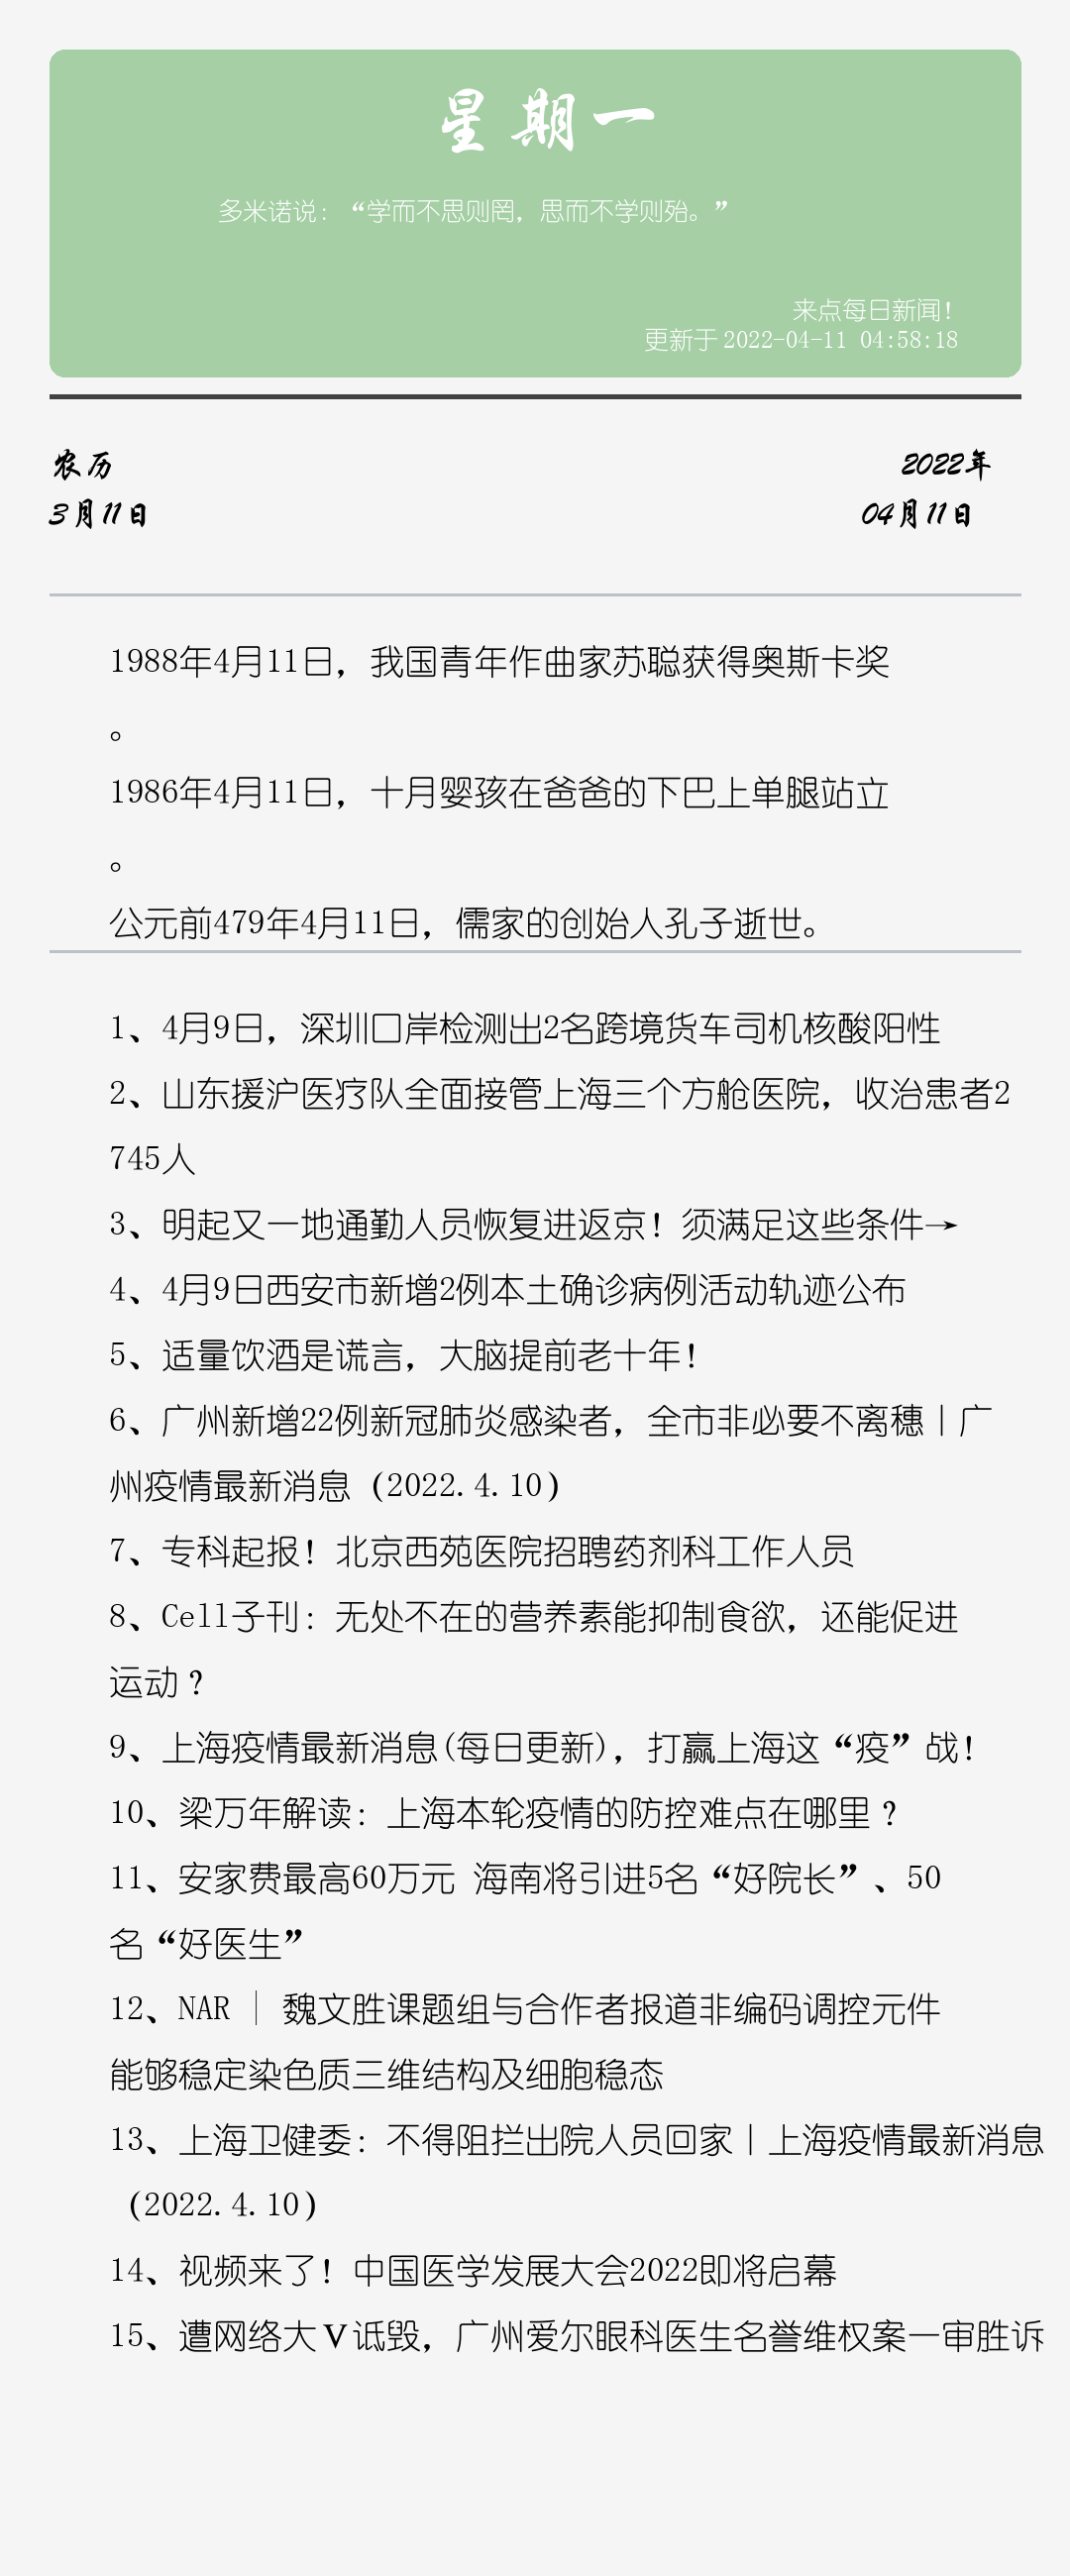 星期一
多米诺说：“学而不思则罔，思而不学则殆。”
来点每日新闻！
更新于 2022-04-11 04:58:18
农历
2022年
3月11日
04月11日
1988年4月11日，我国青年作曲家苏聪获得奥斯卡奖
。
1986年4月11日，十月婴孩在爸爸的下巴上单腿站立
。
公元前479年4月11日，儒家的创始人孔子逝世。
1、4月9日，深圳口岸检测出2名跨境货车司机核酸阳性
2、山东援沪医疗队全面接管上海三个方舱医院，收治患者2
745人
3、明起又一地通勤人员恢复进返京！须满足这些条件→
4、4月9日西安市新增2例本土确诊病例活动轨迹公布
5、适量饮酒是谎言，大脑提前老十年！
6、广州新增22例新冠肺炎感染者，全市非必要不离穗丨广
州疫情最新消息（2022.4.10）
7、专科起报！北京西苑医院招聘药剂科工作人员
8、Cell子刊：无处不在的营养素能抑制食欲，还能促进
运动？
9、上海疫情最新消息(每日更新)，打赢上海这“疫”战！
10、梁万年解读：上海本轮疫情的防控难点在哪里？
11、安家费最高60万元 海南将引进5名“好院长”、50
名“好医生”
12、NAR │ 魏文胜课题组与合作者报道非编码调控元件
能够稳定染色质三维结构及细胞稳态
13、上海卫健委：不得阻拦出院人员回家丨上海疫情最新消息
（2022.4.10）
14、视频来了！中国医学发展大会2022即将启幕
15、遭网络大Ｖ诋毁，广州爱尔眼科医生名誉维权案一审胜诉